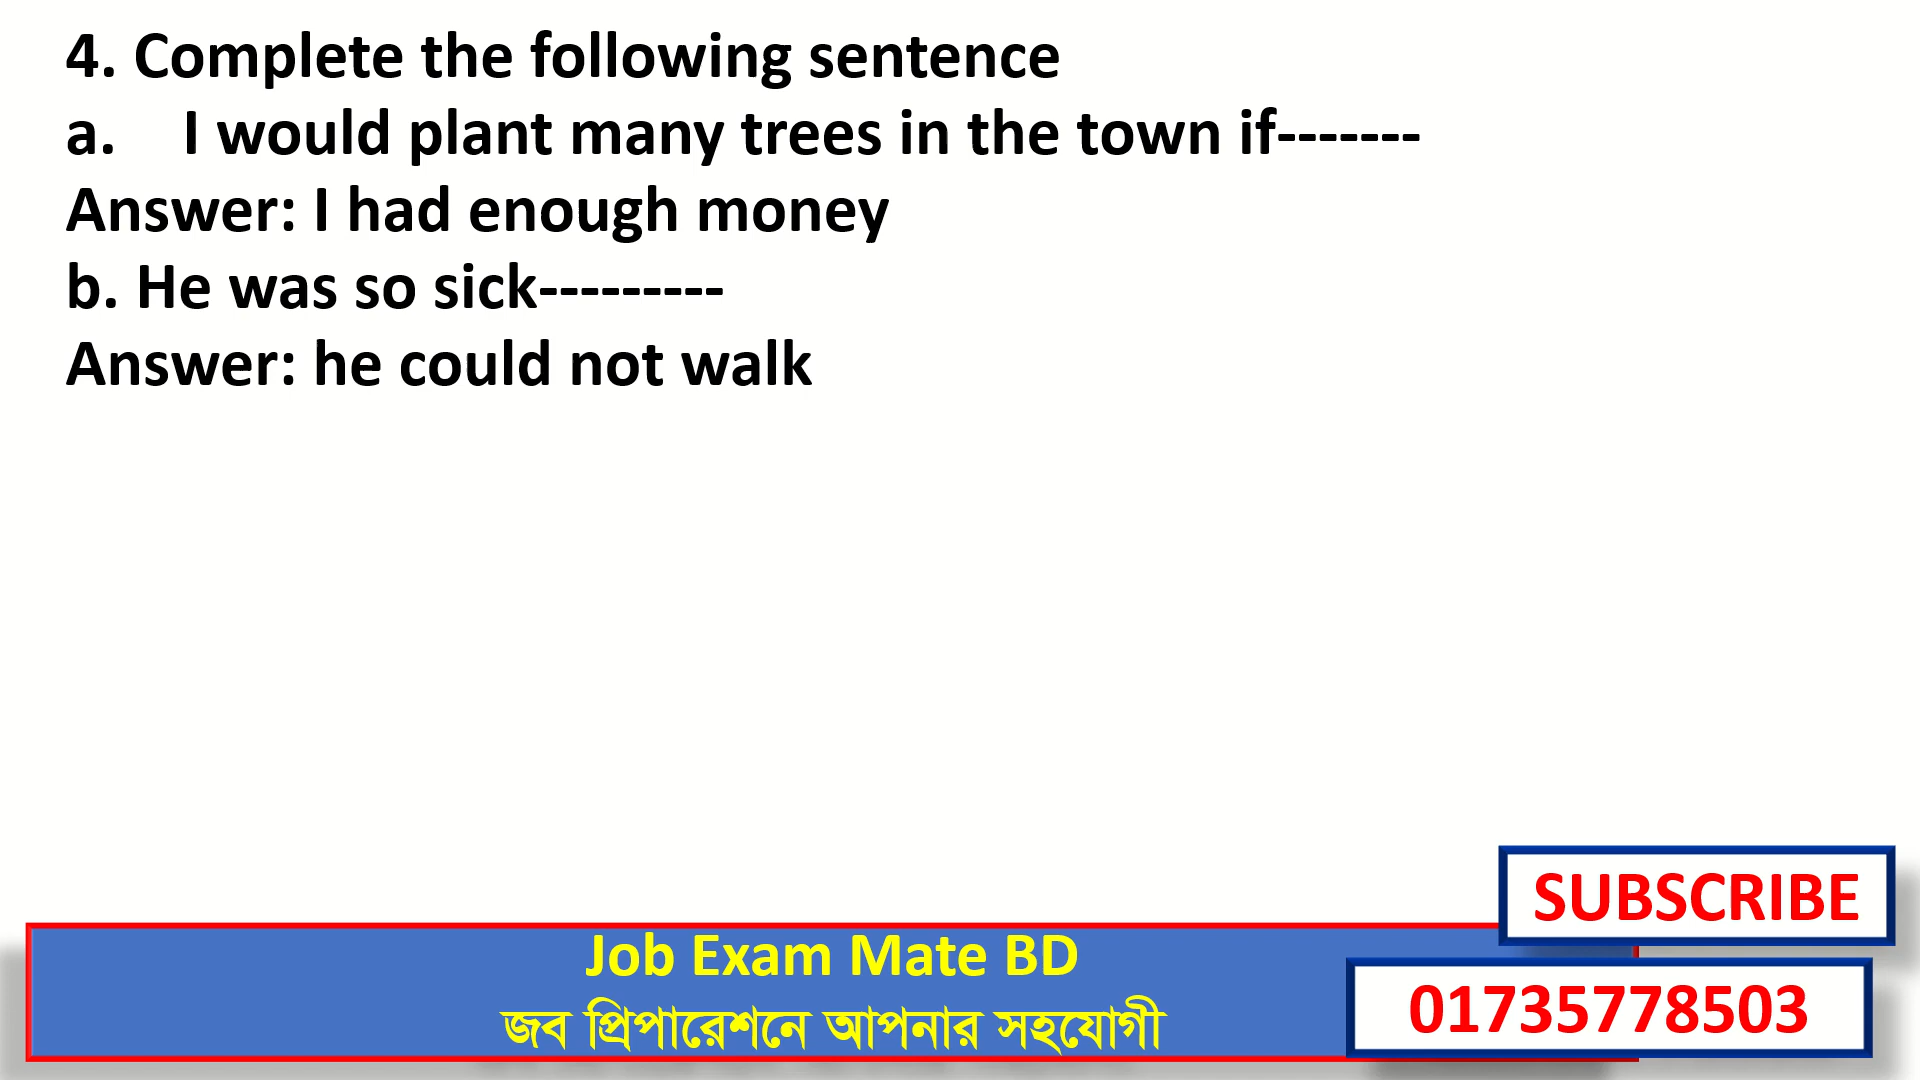 4. Complete the following sentence
a. I would plant many trees in the town if-------
Answer: I had enough money
b. He was so sick---------
Answer: he could not walk
SUBSCRIBE
Job Exam Mate BD
জব প্রিপারেশনে আপনার সহযোগী
01735778503